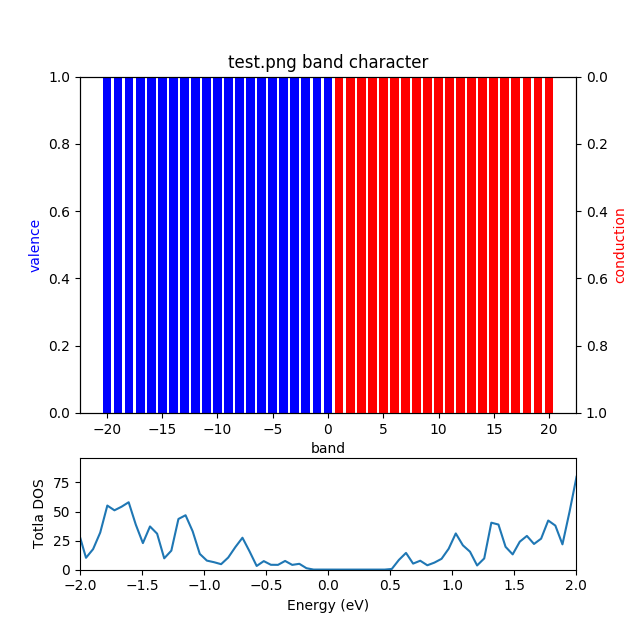 test.png band character
1.0
0.8
0.6
0.4
0.2
0.0
valence
0.0
0.2
0.4
0.6
0.8
1.0
conduction
−20 −15 −10 −5 0 5 10 15 20
band
75
50
25
0
Totla DOS
−2.0 −1.5 −1.0 −0.5 0.0 0.5 1.0 1.5 2.0
Energy (eV)